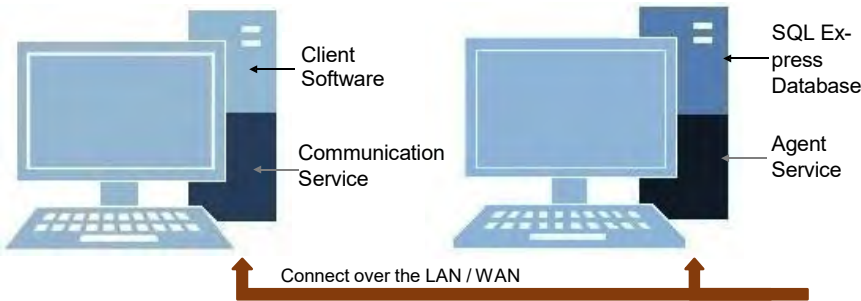 Client
Software
Communication
Service
SQL Ex-
press
Database
Agent
Service
Connect over the LAN / WAN